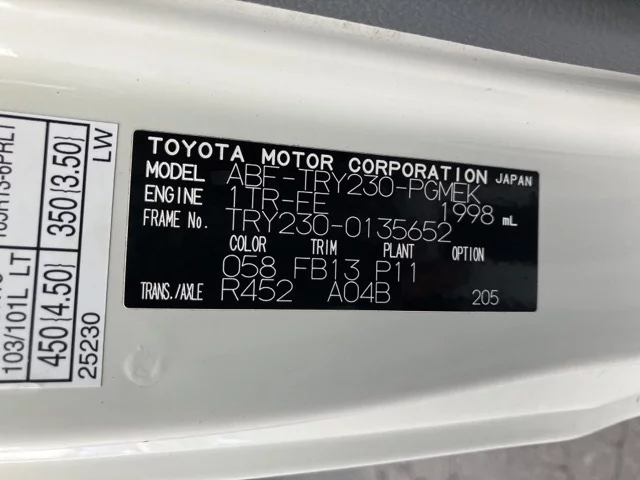 TOYOTA MOTOR CORPORATION JAPAN
MODEL ABF-TRY230-PGMEK
ENGINE 1TR-FE 1998 mL
FRAME NO. TRY230-0135652
COLOR TRIM PLANT OPTION
058 FB13 P11
TRANS./AXLE R452 A04B 205
103/101L LT
450(4.50) 350(3.50)
25230 LW